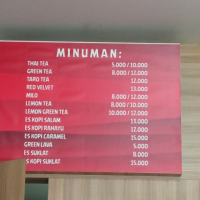 MINUMAN:
THAI TEA 5.000 / 10.000
GREEN TEA 8.000 / 12.000
TARO TEA 12.000
RED VELVET 13.000
MILO 8.000 / 12.000
LEMON TEA 8.000 / 10.000
LEMON GREEN TEA 10.000 / 12.000
ES KOPI SALAM 13.000
ES KOPI RAHAYU 12.000
ES KOPI CARAMEL 15.000
GREEN LAVA 5.000
ES SUKLAT 8.000
ES KOPI SUKLAT 15.000